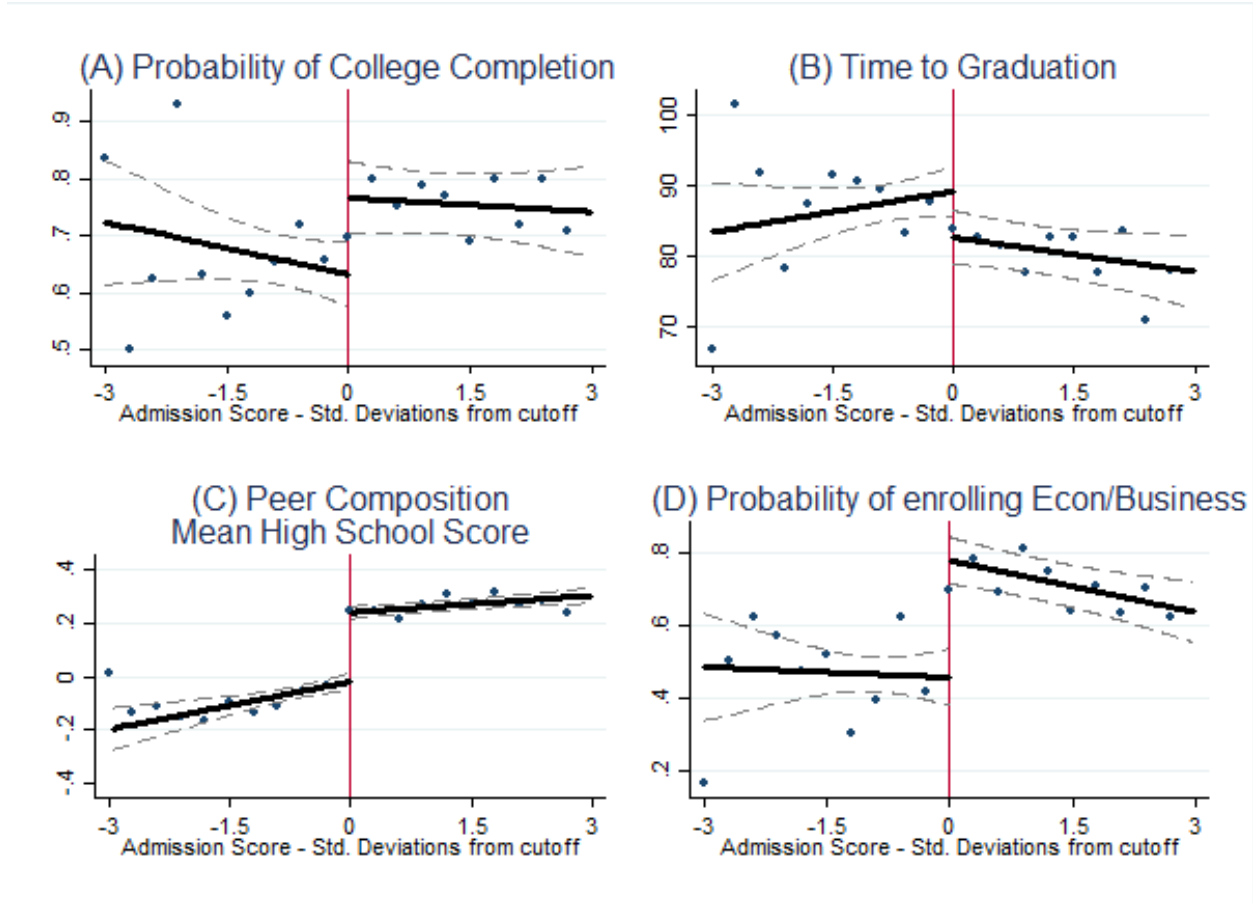 (A) Probability of College Completion
.9
.8
.7
.6
.5
-3 -1.5 0 1.5 3
Admission Score - Std. Deviations from cutoff
(B) Time to Graduation
100
90
80
70
-3 -1.5 0 1.5 3
Admission Score - Std. Deviations from cutoff
(C) Peer Composition
Mean High School Score
.4
.2
0
-.2
-.4
-3 -1.5 0 1.5 3
Admission Score - Std. Deviations from cutoff
(D) Probability of enrolling Econ/Business
.8
.6
.4
.2
-3 -1.5 0 1.5 3
Admission Score - Std. Deviations from cutoff